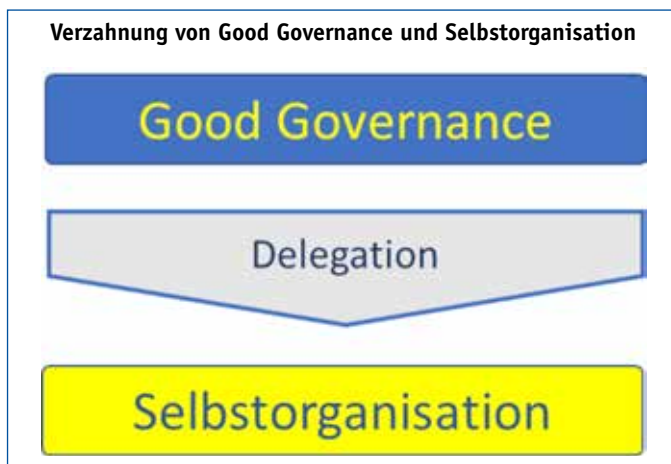 Verzahnung von Good Governance und Selbstorganisation
Good Governance
Delegation
Selbstorganisation